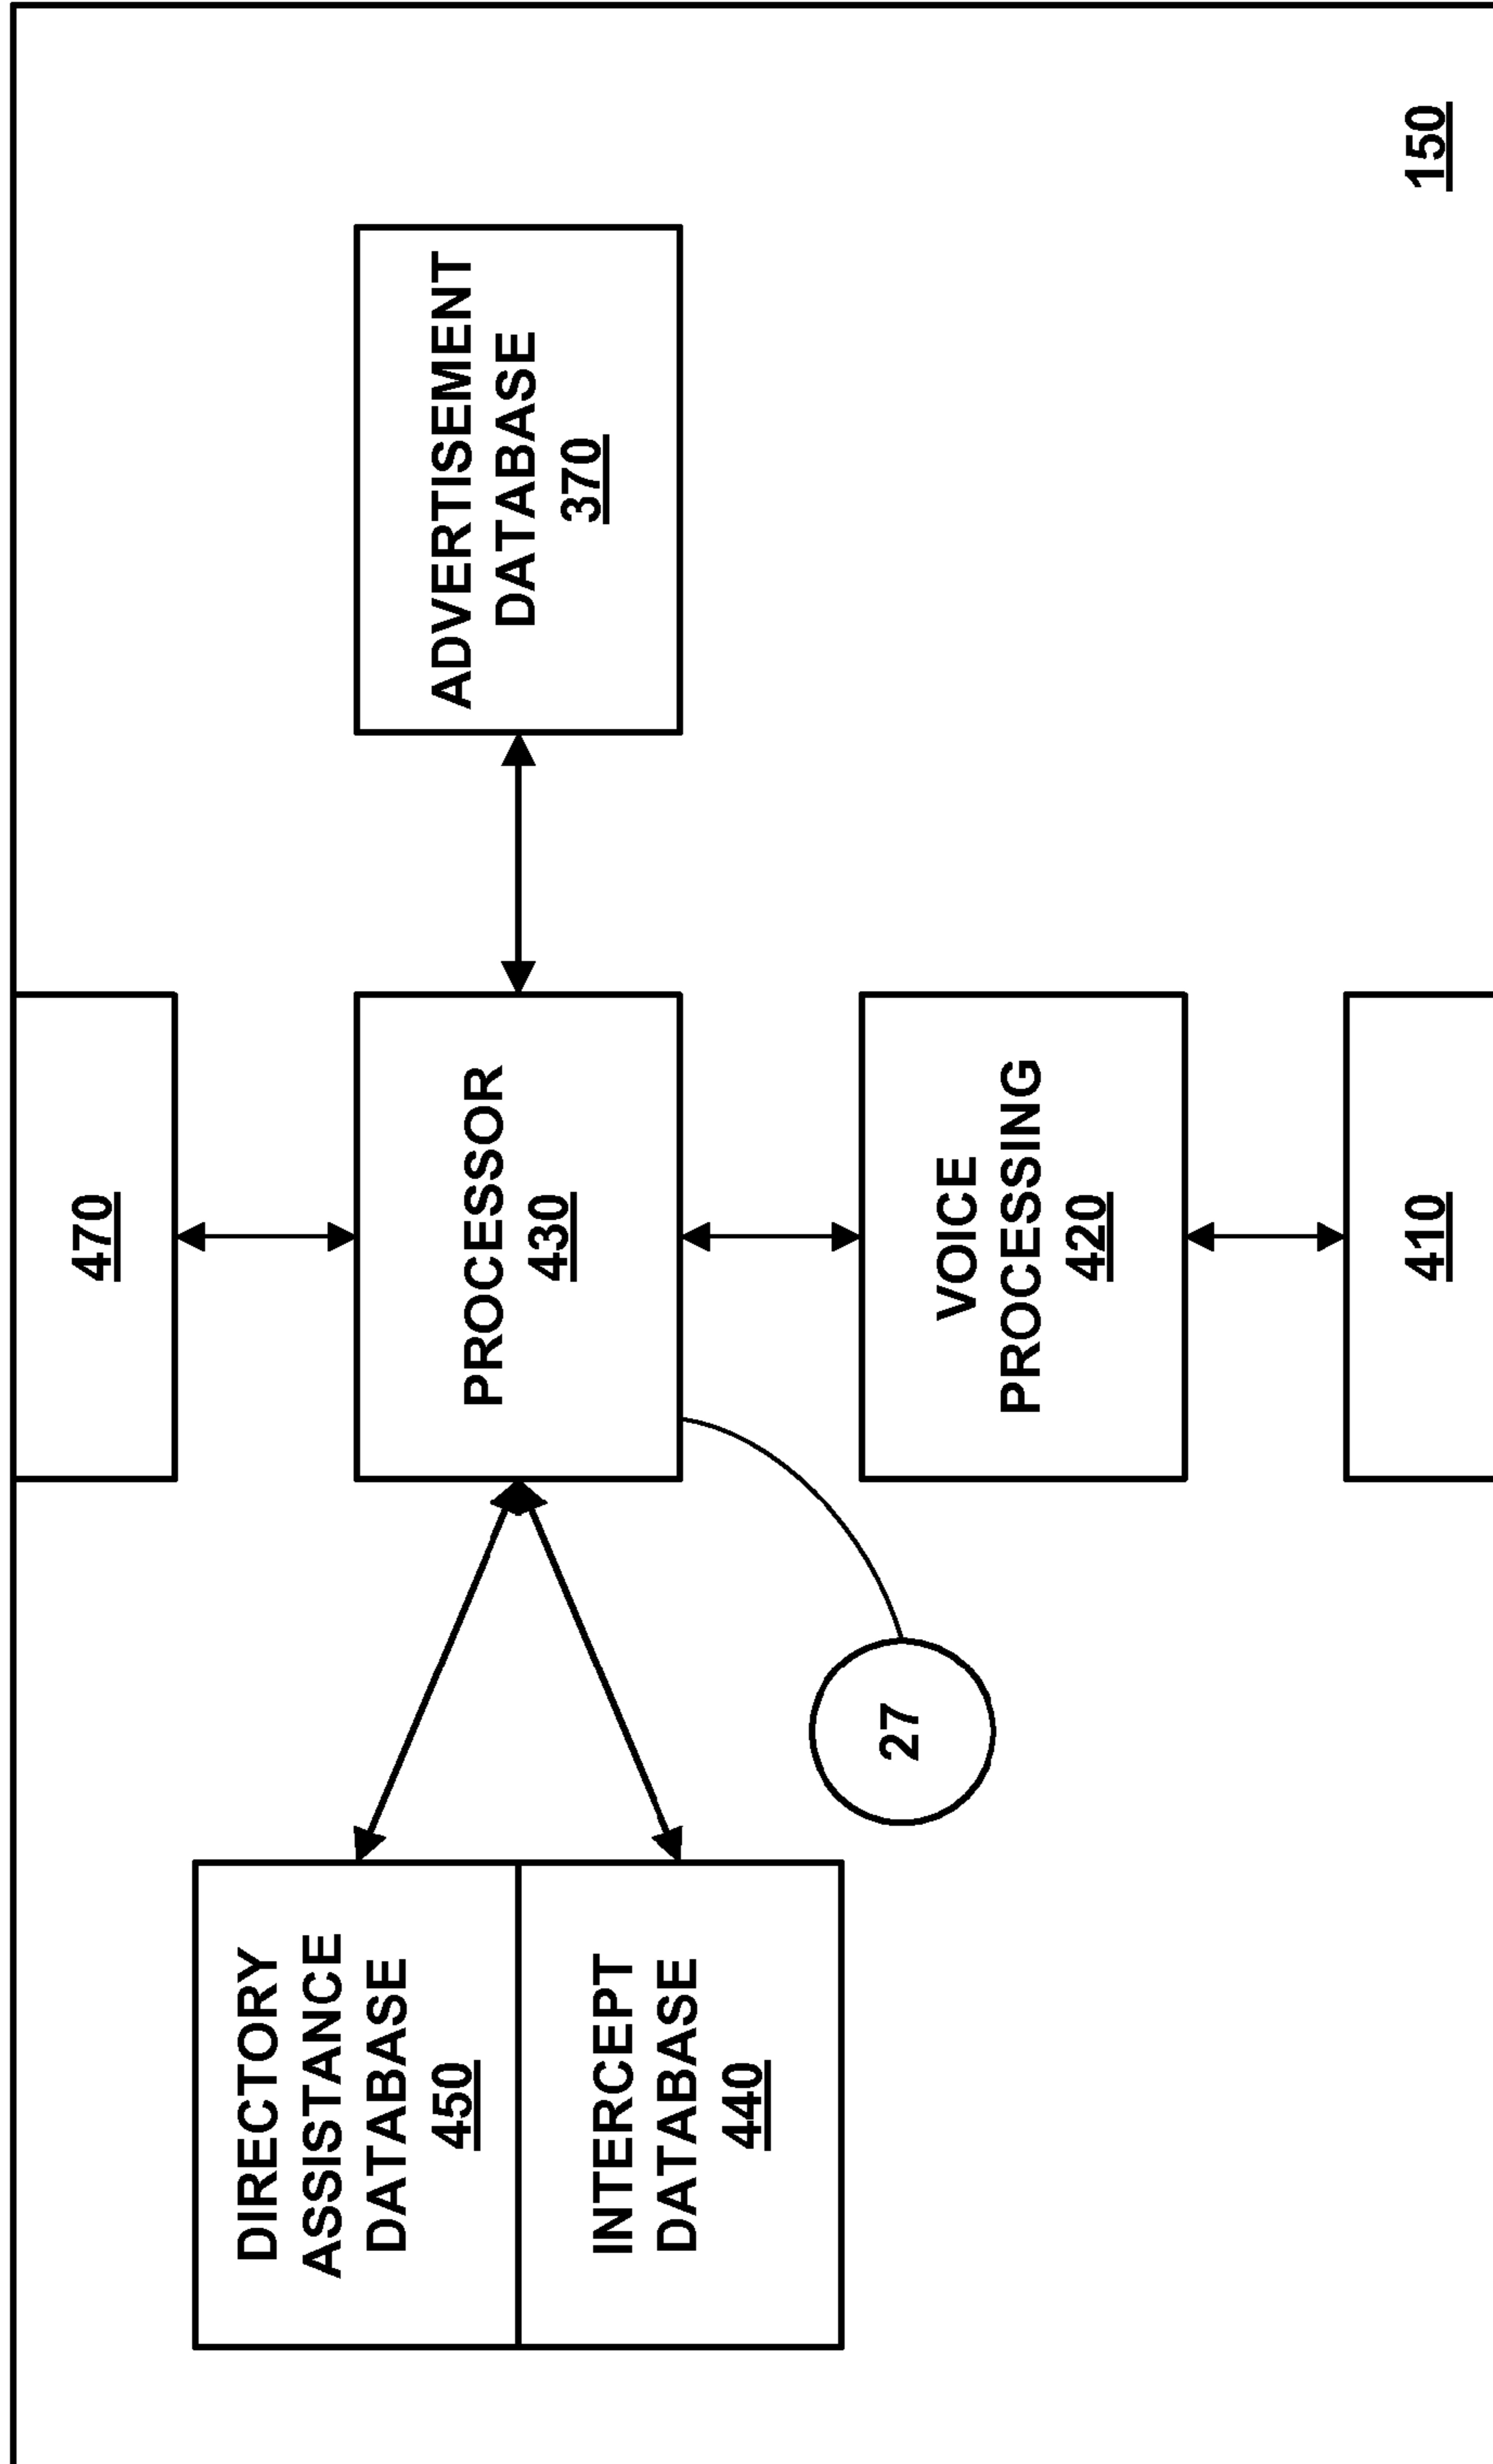 DIRECTORY
ASSISTANCE
DATABASE
450
INTERCEPT
DATABASE
440
27
470
PROCESSOR
430
VOICE
PROCESSING
420
410
ADVERTISEMENT
DATABASE
370
150